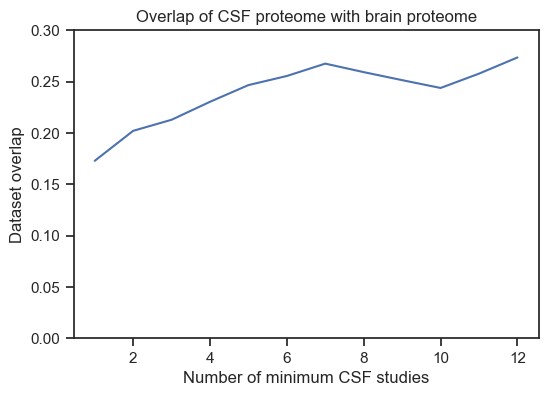 Overlap of CSF proteome with brain proteome
0.30
0.25
0.20
0.15
0.10
0.05
0.00
Dataset overlap
2 4 6 8 10 12
Number of minimum CSF studies